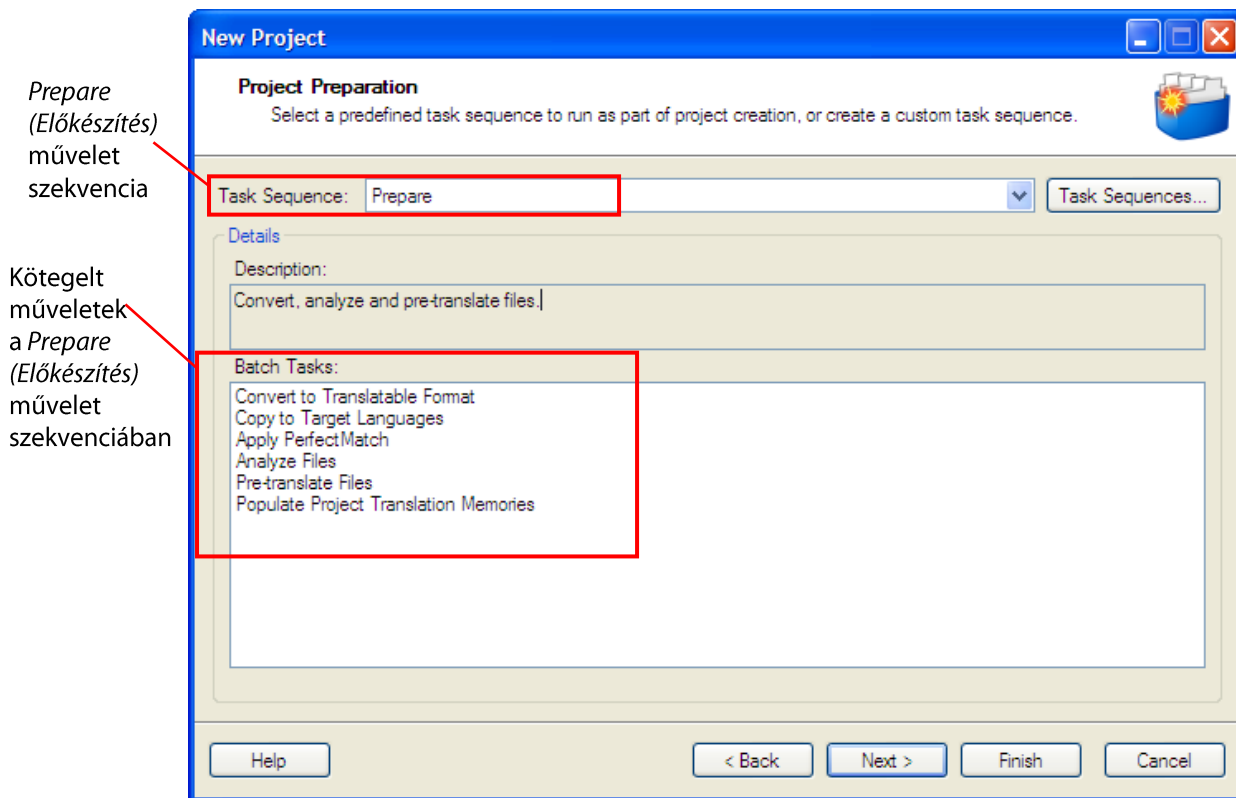 New Project
Project Preparation
Select a predefined task sequence to run as part of project creation, or create a custom task sequence.
Prepare
(Előkészítés)
művelet
szekvencia
Task Sequence: Prepare Task Sequences...
Details
Description:
Convert, analyze and pre-translate files.
Kötegelt
műveletek
a Prepare
(Előkészítés)
művelet
szekvenciában
Batch Tasks:
Convert to Translatable Format
Copy to Target Languages
Apply PerfectMatch
Analyze Files
Pre-translate Files
Populate Project Translation Memories
Help < Back Next > Finish Cancel